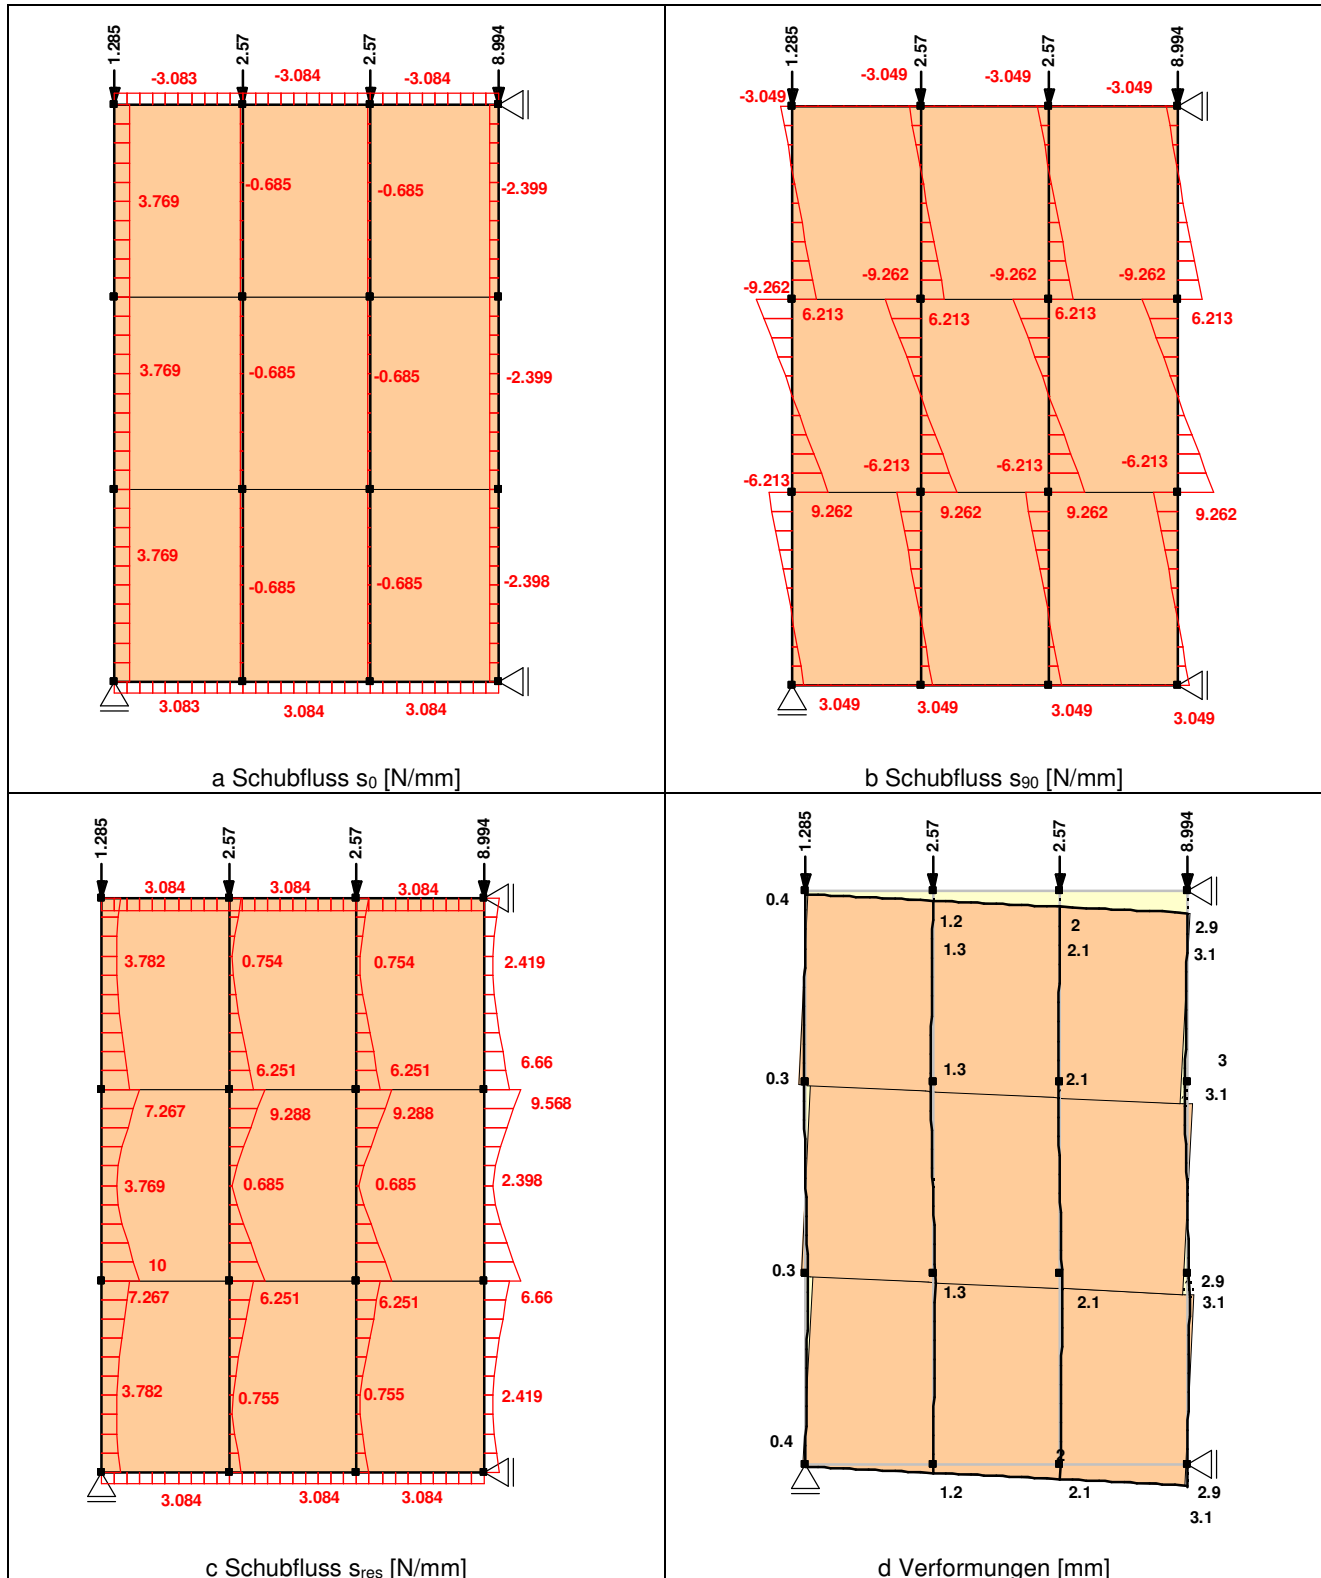 1.285 2.57 2.57 8.994
-3.083 -3.084 -3.084
3.769 -0.685 -0.685 -2.399
3.769 -0.685 -0.685 -2.399
3.769 -0.685 -0.685 -2.398
3.083 3.084 3.084
a Schubfluss s0 [N/mm]
1.285 2.57 2.57 8.994
-3.049 -3.049 -3.049 -3.049
-9.262 -9.262 -9.262 -9.262
6.213 6.213 6.213 6.213
-6.213 -6.213 -6.213 -6.213
9.262 9.262 9.262 9.262
3.049 3.049 3.049 3.049
b Schubfluss s90 [N/mm]
1.285 2.57 2.57 8.994
3.084 3.084 3.084
3.782 0.754 0.754 2.419
6.251 6.251 6.66
7.267 9.288 9.288 9.568
3.769 0.685 0.685 2.398
10
7.267 6.251 6.251 6.66
3.782 0.755 0.755 2.419
3.084 3.084 3.084
c Schubfluss sres [N/mm]
1.285 2.57 2.57 8.994
0.4 1.2 2 2.9
1.3 2.1 3.1
0.3 1.3 2.1 3
3.1
0.3 1.3 2.1 2.9
3.1
0.4 2
1.2 2.1 2.9
3.1
d Verformungen [mm]